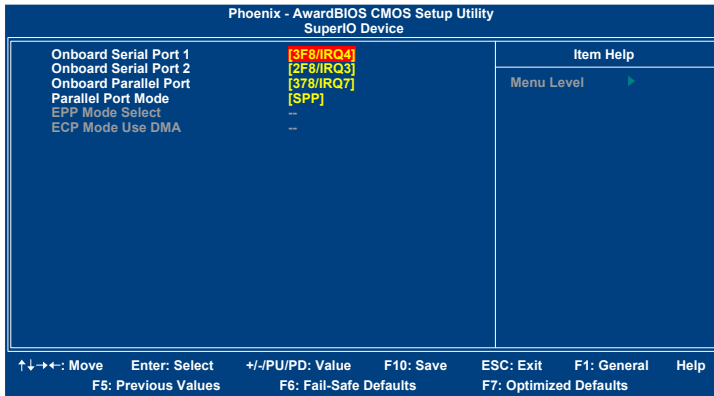 Phoenix - AwardBIOS CMOS Setup Utility
SuperIO Device
Onboard Serial Port 1 [3F8/IRQ4]
Onboard Serial Port 2 [2F8/IRQ3]
Onboard Parallel Port [378/IRQ7]
Parallel Port Mode [SPP]
EPP Mode Select --
ECP Mode Use DMA --
Item Help
Menu Level
↑↓→←: Move Enter: Select +/-/PU/PD: Value F10: Save ESC: Exit F1: General Help
F5: Previous Values F6: Fail-Safe Defaults F7: Optimized Defaults